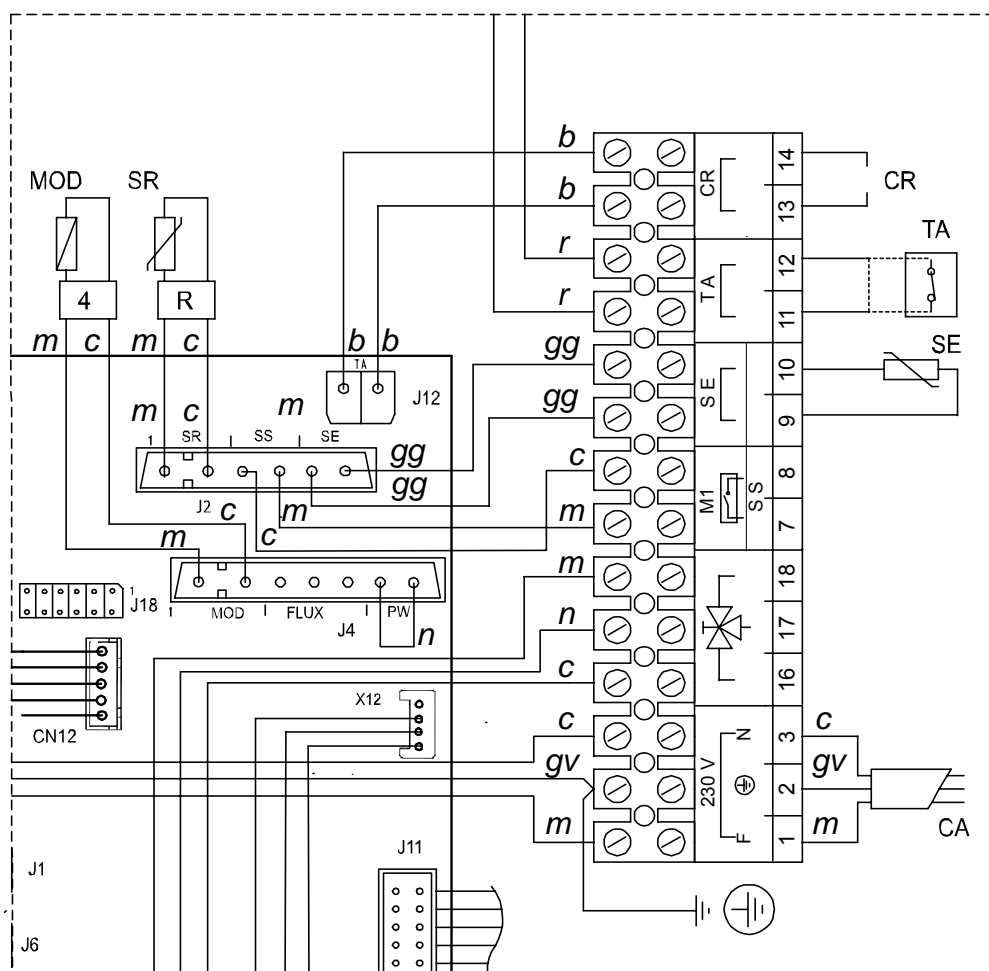 b
14
MOD SR CR CR
b
13
TA
r
12
4 R TA
r
11
m c m c b b
TA
gg
SE
10
J12
m c m
SE
gg
9
1 SR SS SE
gg
c
8
gg
M1
SS
J2 c m
m
7
m c
m
18
1
J18
1 MOD FLUX PW
n
17
J4 n
c
16
X12
CN12
c
N
3
c
gv
230 V
2
gv
m
F
1
m
CA
J11
J1
J6